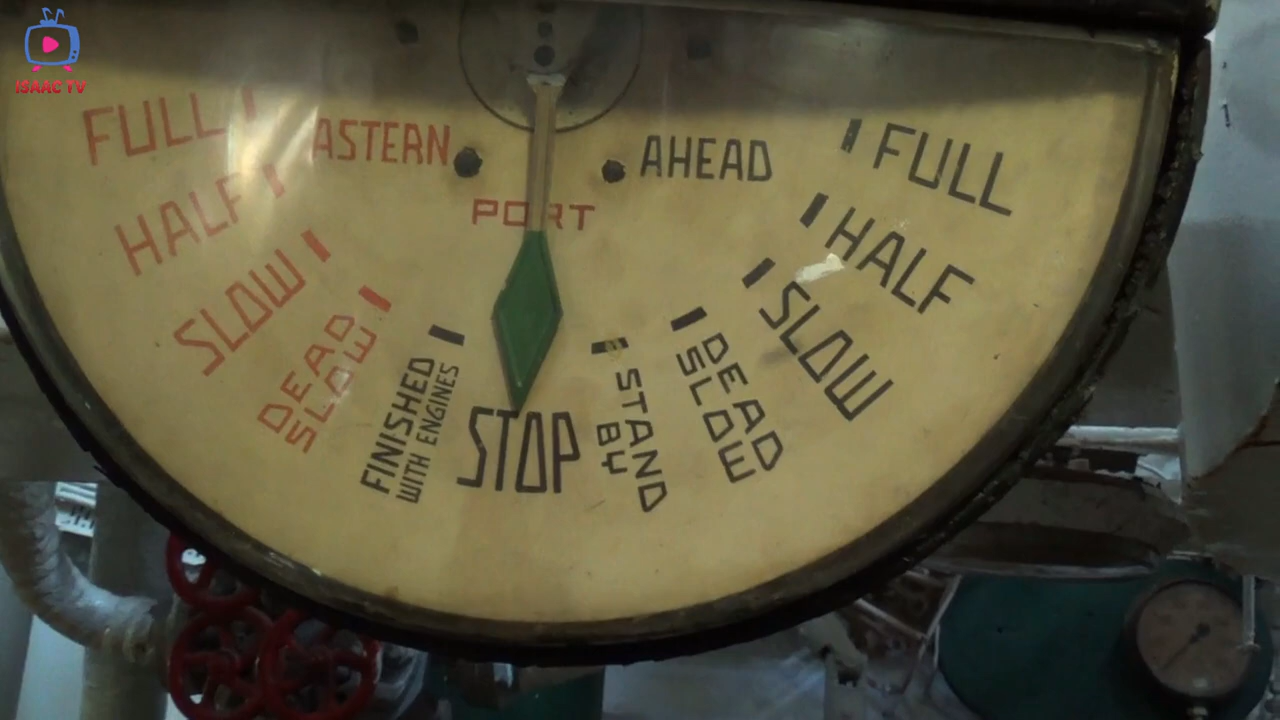 ISAAC TV
FULL
HALF
SLOW
DEAD
SLOW
ASTERN
AHEAD
PORT
FINISHED
WITH ENGINES
STOP
STAND
BY
DEAD
SLOW
SLOW
HALF
FULL